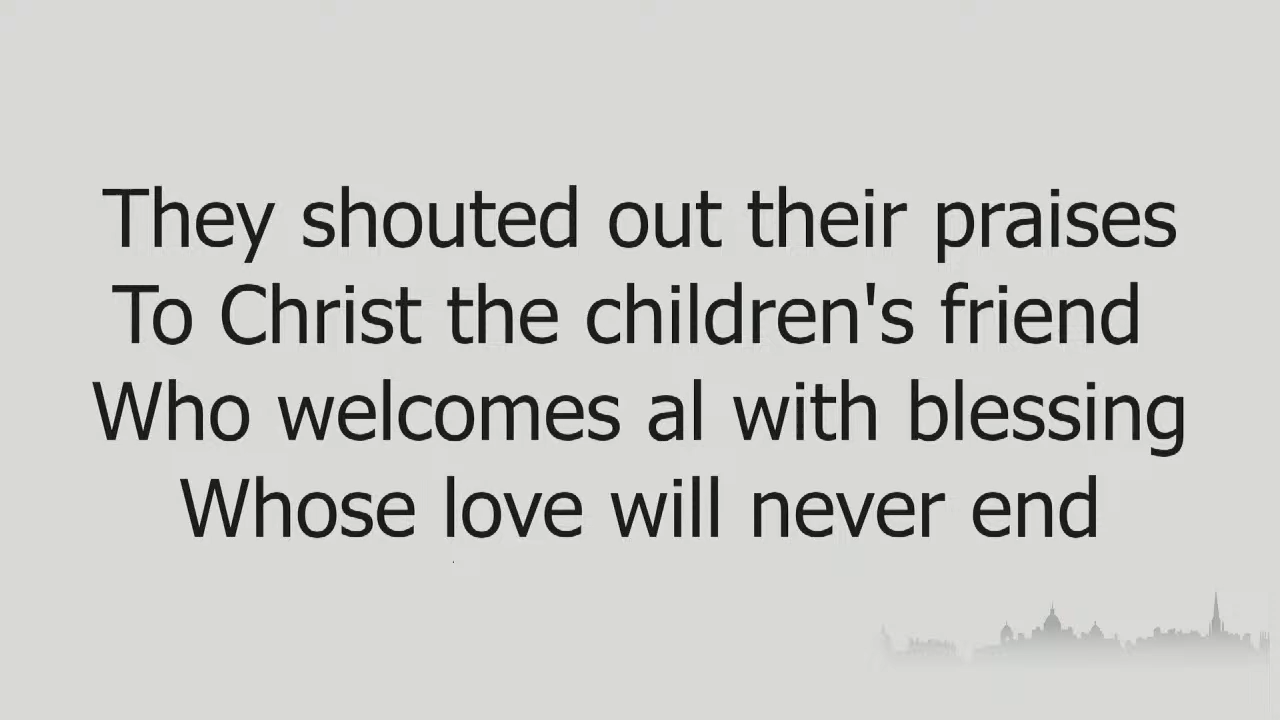 They shouted out their praises
To Christ the children's friend
Who welcomes al with blessing
Whose love will never end